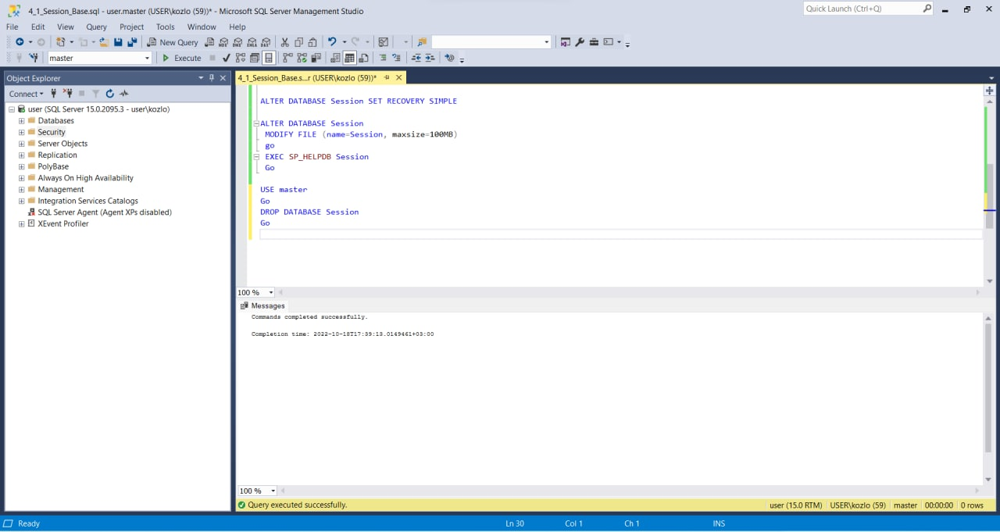 4_1_Session_Base.sql - user.master (USER\kozlo (59))* - Microsoft SQL Server Management Studio
Quick Launch (Ctrl+Q)
File Edit View Query Project Tools Window Help
New Query
master
Execute
Object Explorer
Connect
user (SQL Server 15.0.2095.3 - user\kozlo)
Databases
Security
Server Objects
Replication
PolyBase
Always On High Availability
Management
Integration Services Catalogs
SQL Server Agent (Agent XPs disabled)
XEvent Profiler
4_1_Session_Base.s...r (USER\kozlo (59))*
ALTER DATABASE Session SET RECOVERY SIMPLE
ALTER DATABASE Session
MODIFY FILE (name=Session, maxsize=100MB)
go
EXEC SP_HELPDB Session
Go
USE master
Go
DROP DATABASE Session
Go
100 %
Messages
Commands completed successfully.
Completion time: 2022-10-18T17:39:13.0149461+03:00
100 %
Query executed successfully.
user (15.0 RTM) USER\kozlo (59) master 00:00:00 0 rows
Ready
Ln 30 Col 1 Ch 1 INS